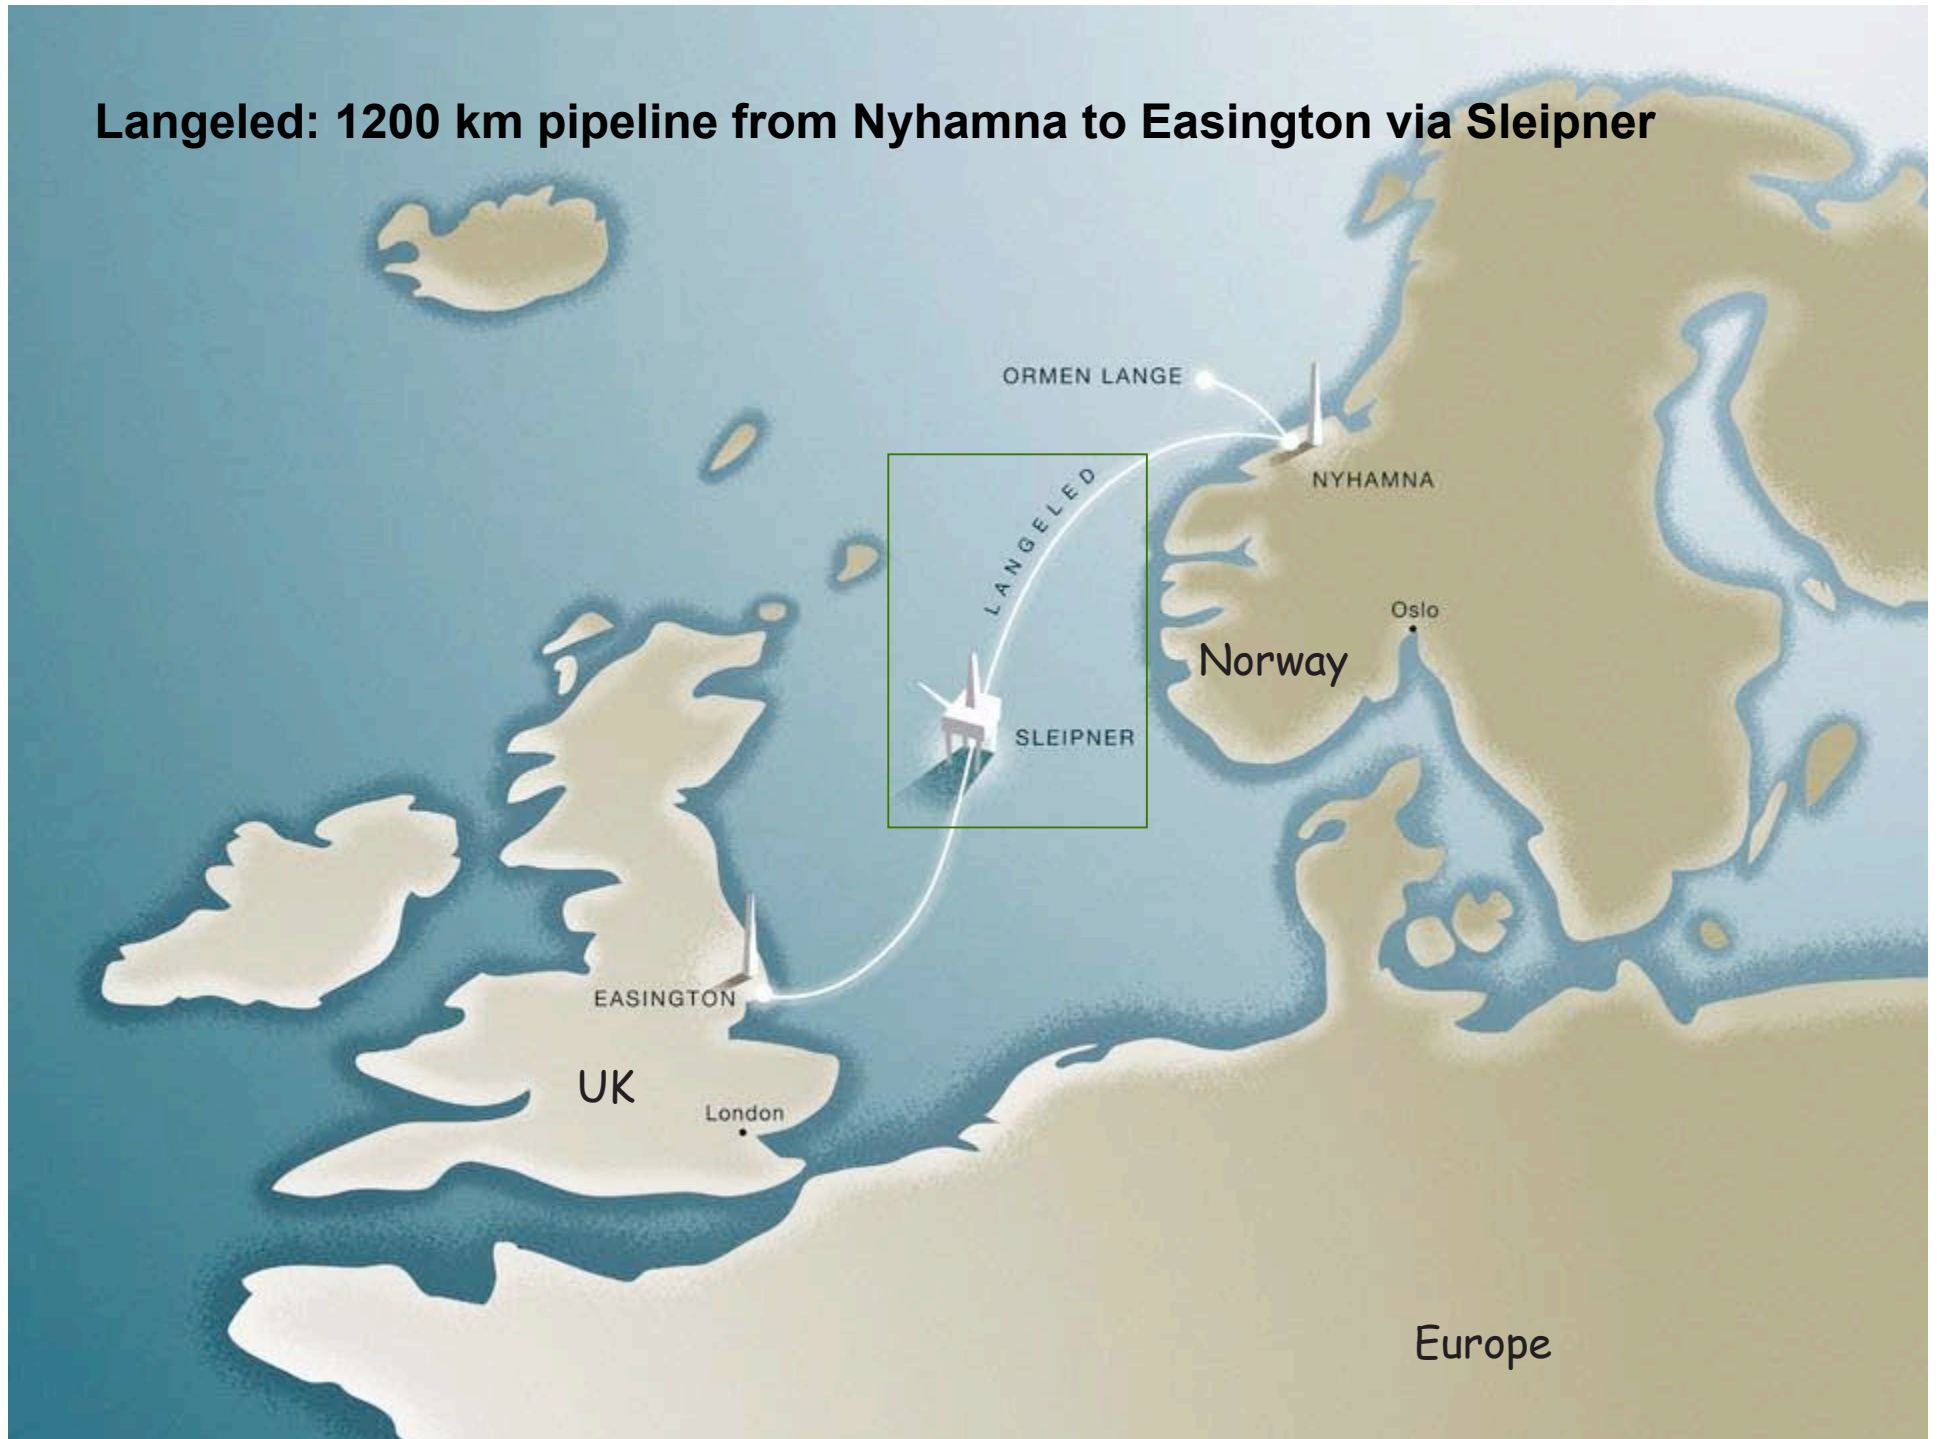 Langeled: 1200 km pipeline from Nyhamna to Easington via Sleipner
ORMEN LANGE
LANGELED
NYHAMNA
Oslo
Norway
SLEIPNER
EASINGTON
UK
London
Europe